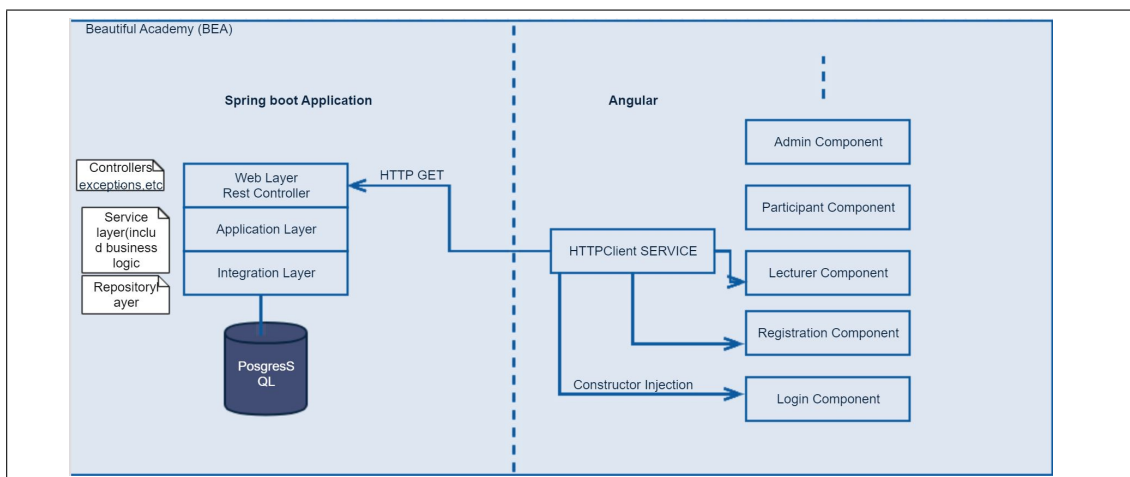 Beautiful Academy (BEA)
Spring boot Application
Angular
Controllers
exceptions,etc
Service
layer(inclu
d business
logic
Repositoryl
ayer
Web Layer
Rest Controller
Application Layer
Integration Layer
PosgresS
QL
HTTP GET
HTTPClient SERVICE
Constructor Injection
Admin Component
Participant Component
Lecturer Component
Registration Component
Login Component